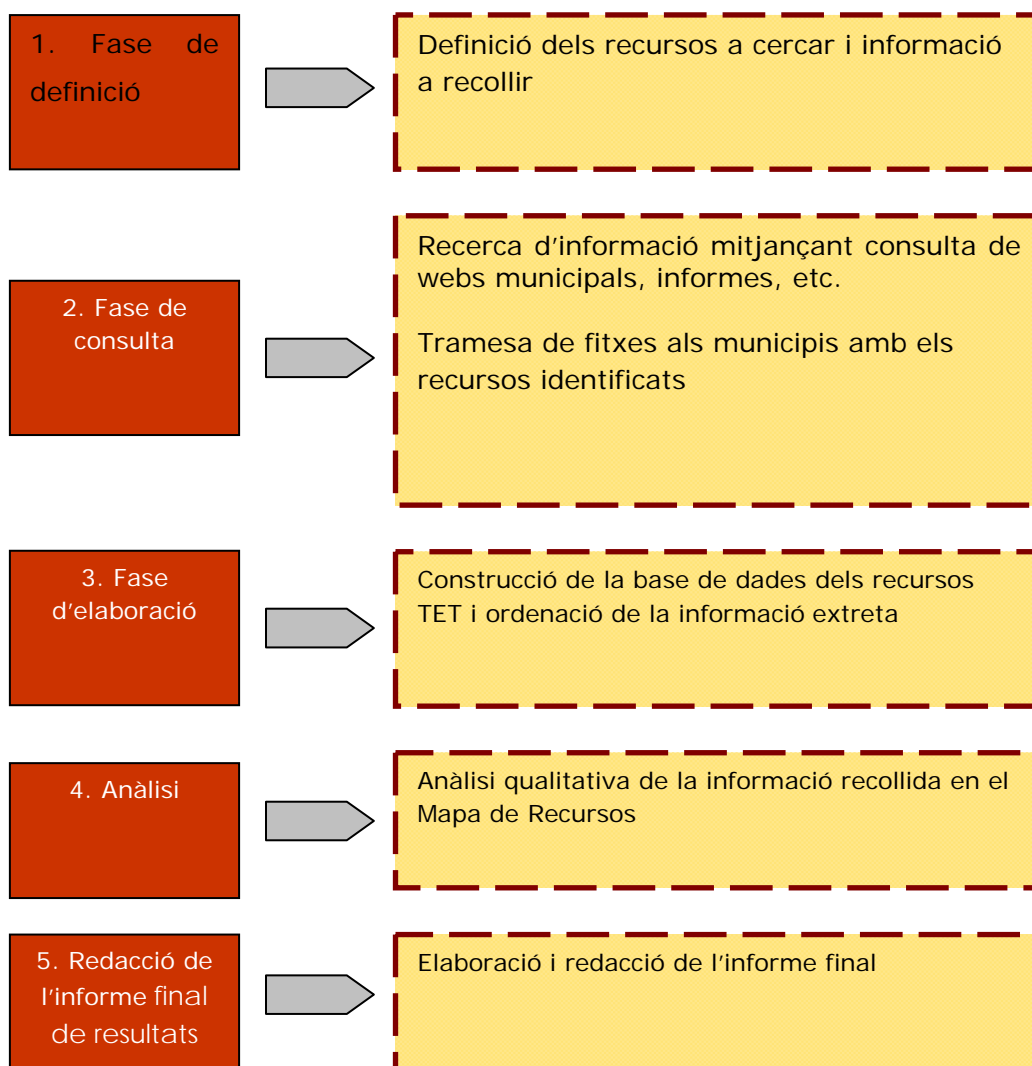 1. Fase de
definició
Definició dels recursos a cercar i informació
a recollir
2. Fase de
consulta
Recerca d'informació mitjançant consulta de
webs municipals, informes, etc.
Tramesa de fitxes als municipis amb els
recursos identificats
3. Fase
d'elaboració
Construcció de la base de dades dels recursos
TET i ordenació de la informació extreta
4. Anàlisi
Anàlisi qualitativa de la informació recollida en el
Mapa de Recursos
5. Redacció de
l'informe final
de resultats
Elaboració i redacció de l'informe final